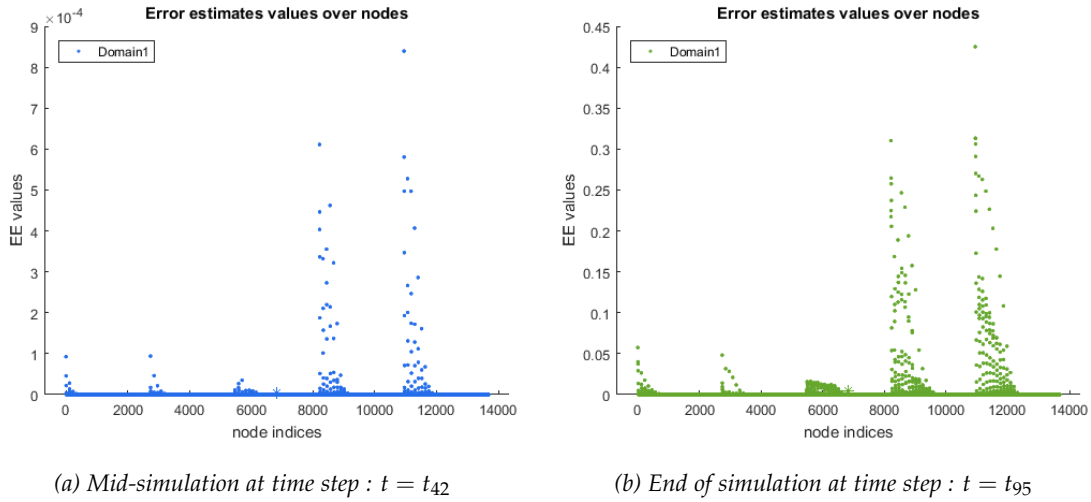 Error estimates values over nodes
×10⁻⁴
9
8
7
6
5
4
3
2
1
0
EE values
Domain1
0 2000 4000 6000 8000 10000 12000 14000
node indices
(a) Mid-simulation at time step : t = t₄₂
Error estimates values over nodes
0.45
0.4
0.35
0.3
0.25
0.2
0.15
0.1
0.05
0
EE values
Domain1
0 2000 4000 6000 8000 10000 12000 14000
node indices
(b) End of simulation at time step : t = t₉₅